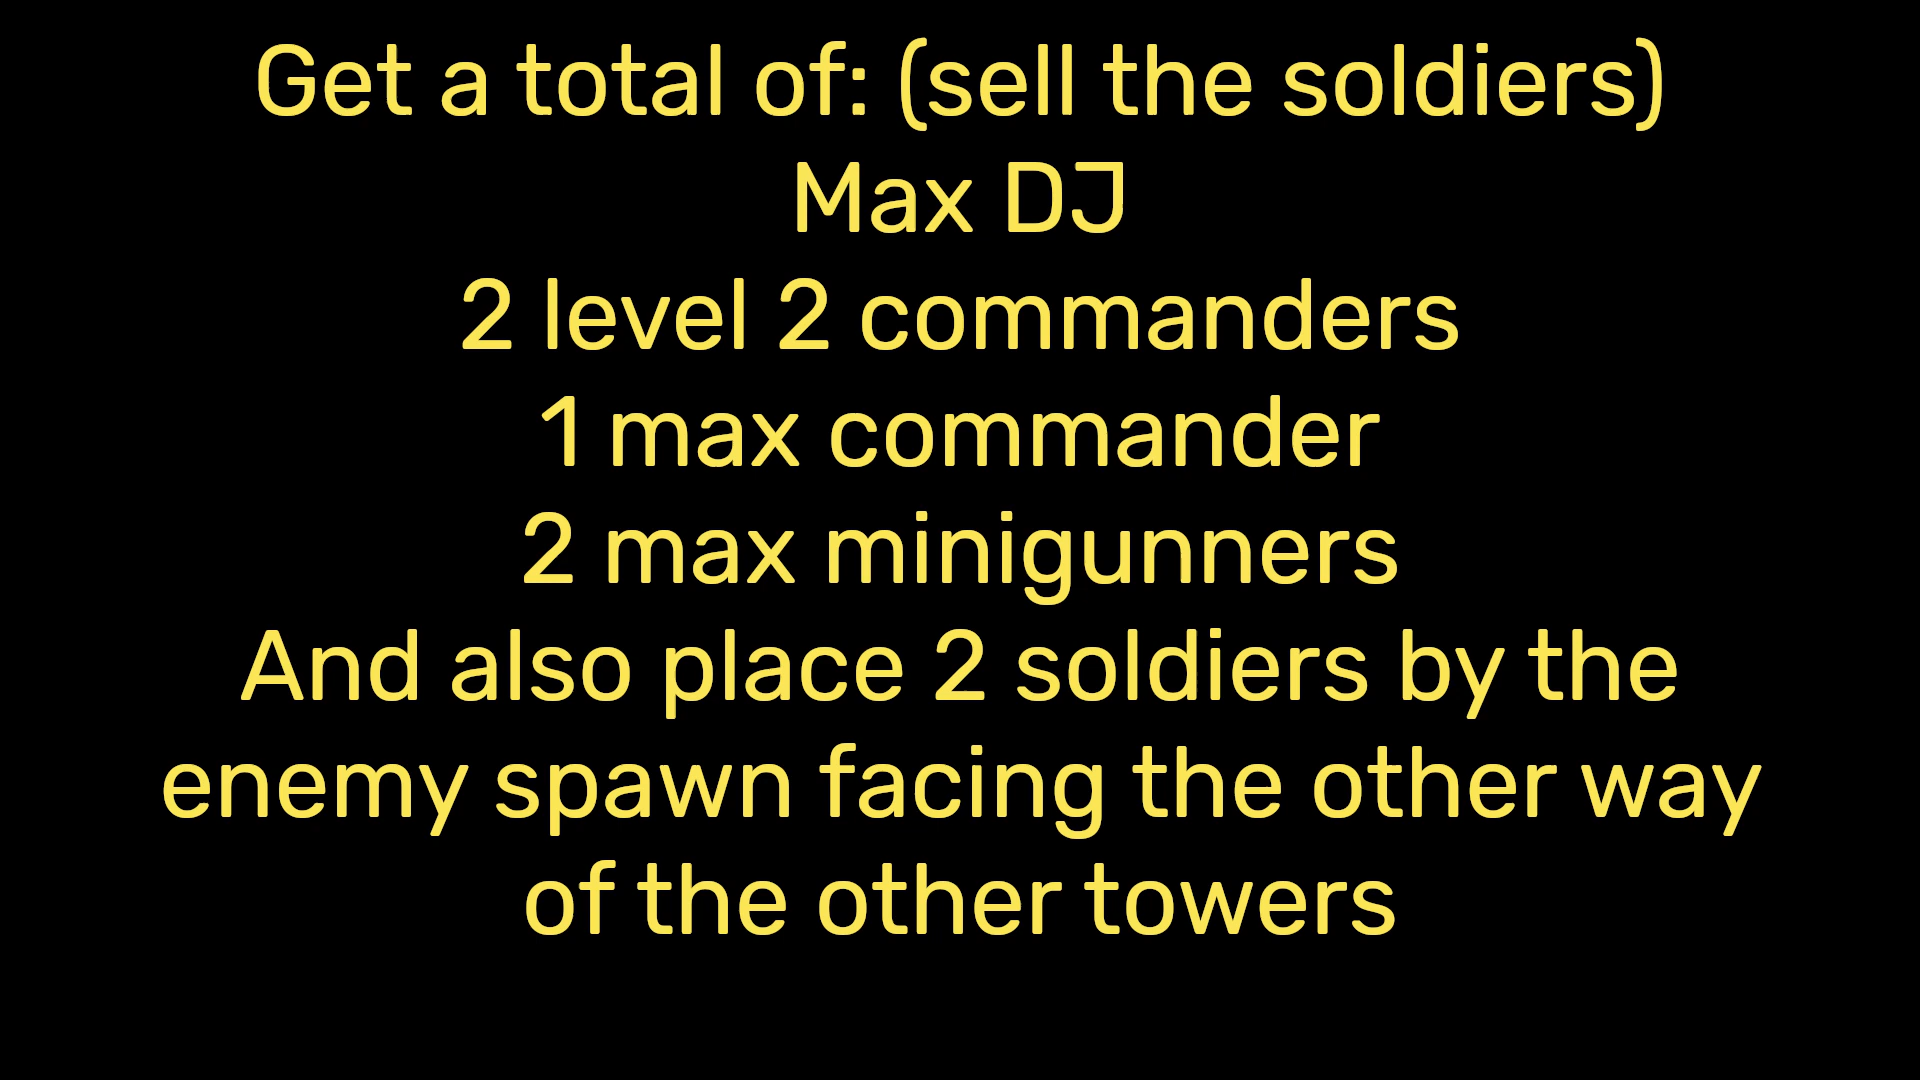 Get a total of: (sell the soldiers)
Max DJ
2 level 2 commanders
1 max commander
2 max minigunners
And also place 2 soldiers by the
enemy spawn facing the other way
of the other towers